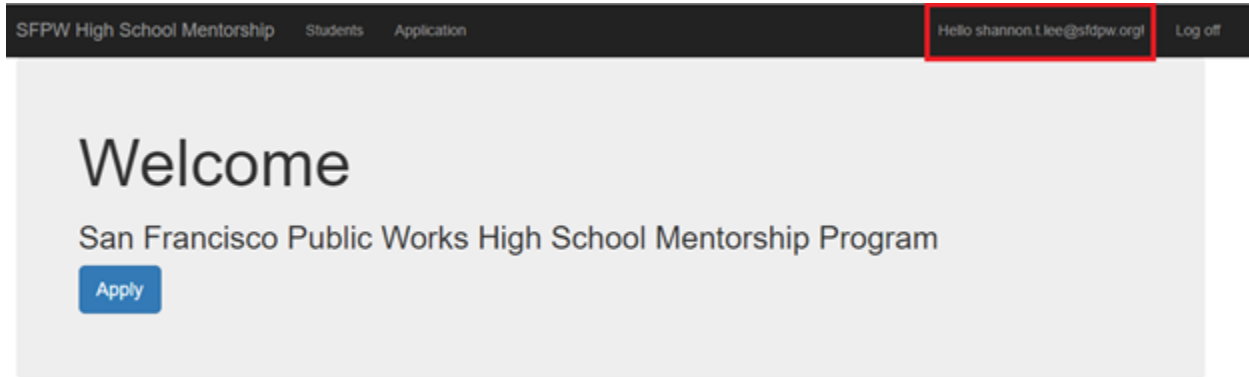 SFPW High School Mentorship Students Application Hello shannon.t.lee@sfdpw.org! Log off
Welcome
San Francisco Public Works High School Mentorship Program
Apply